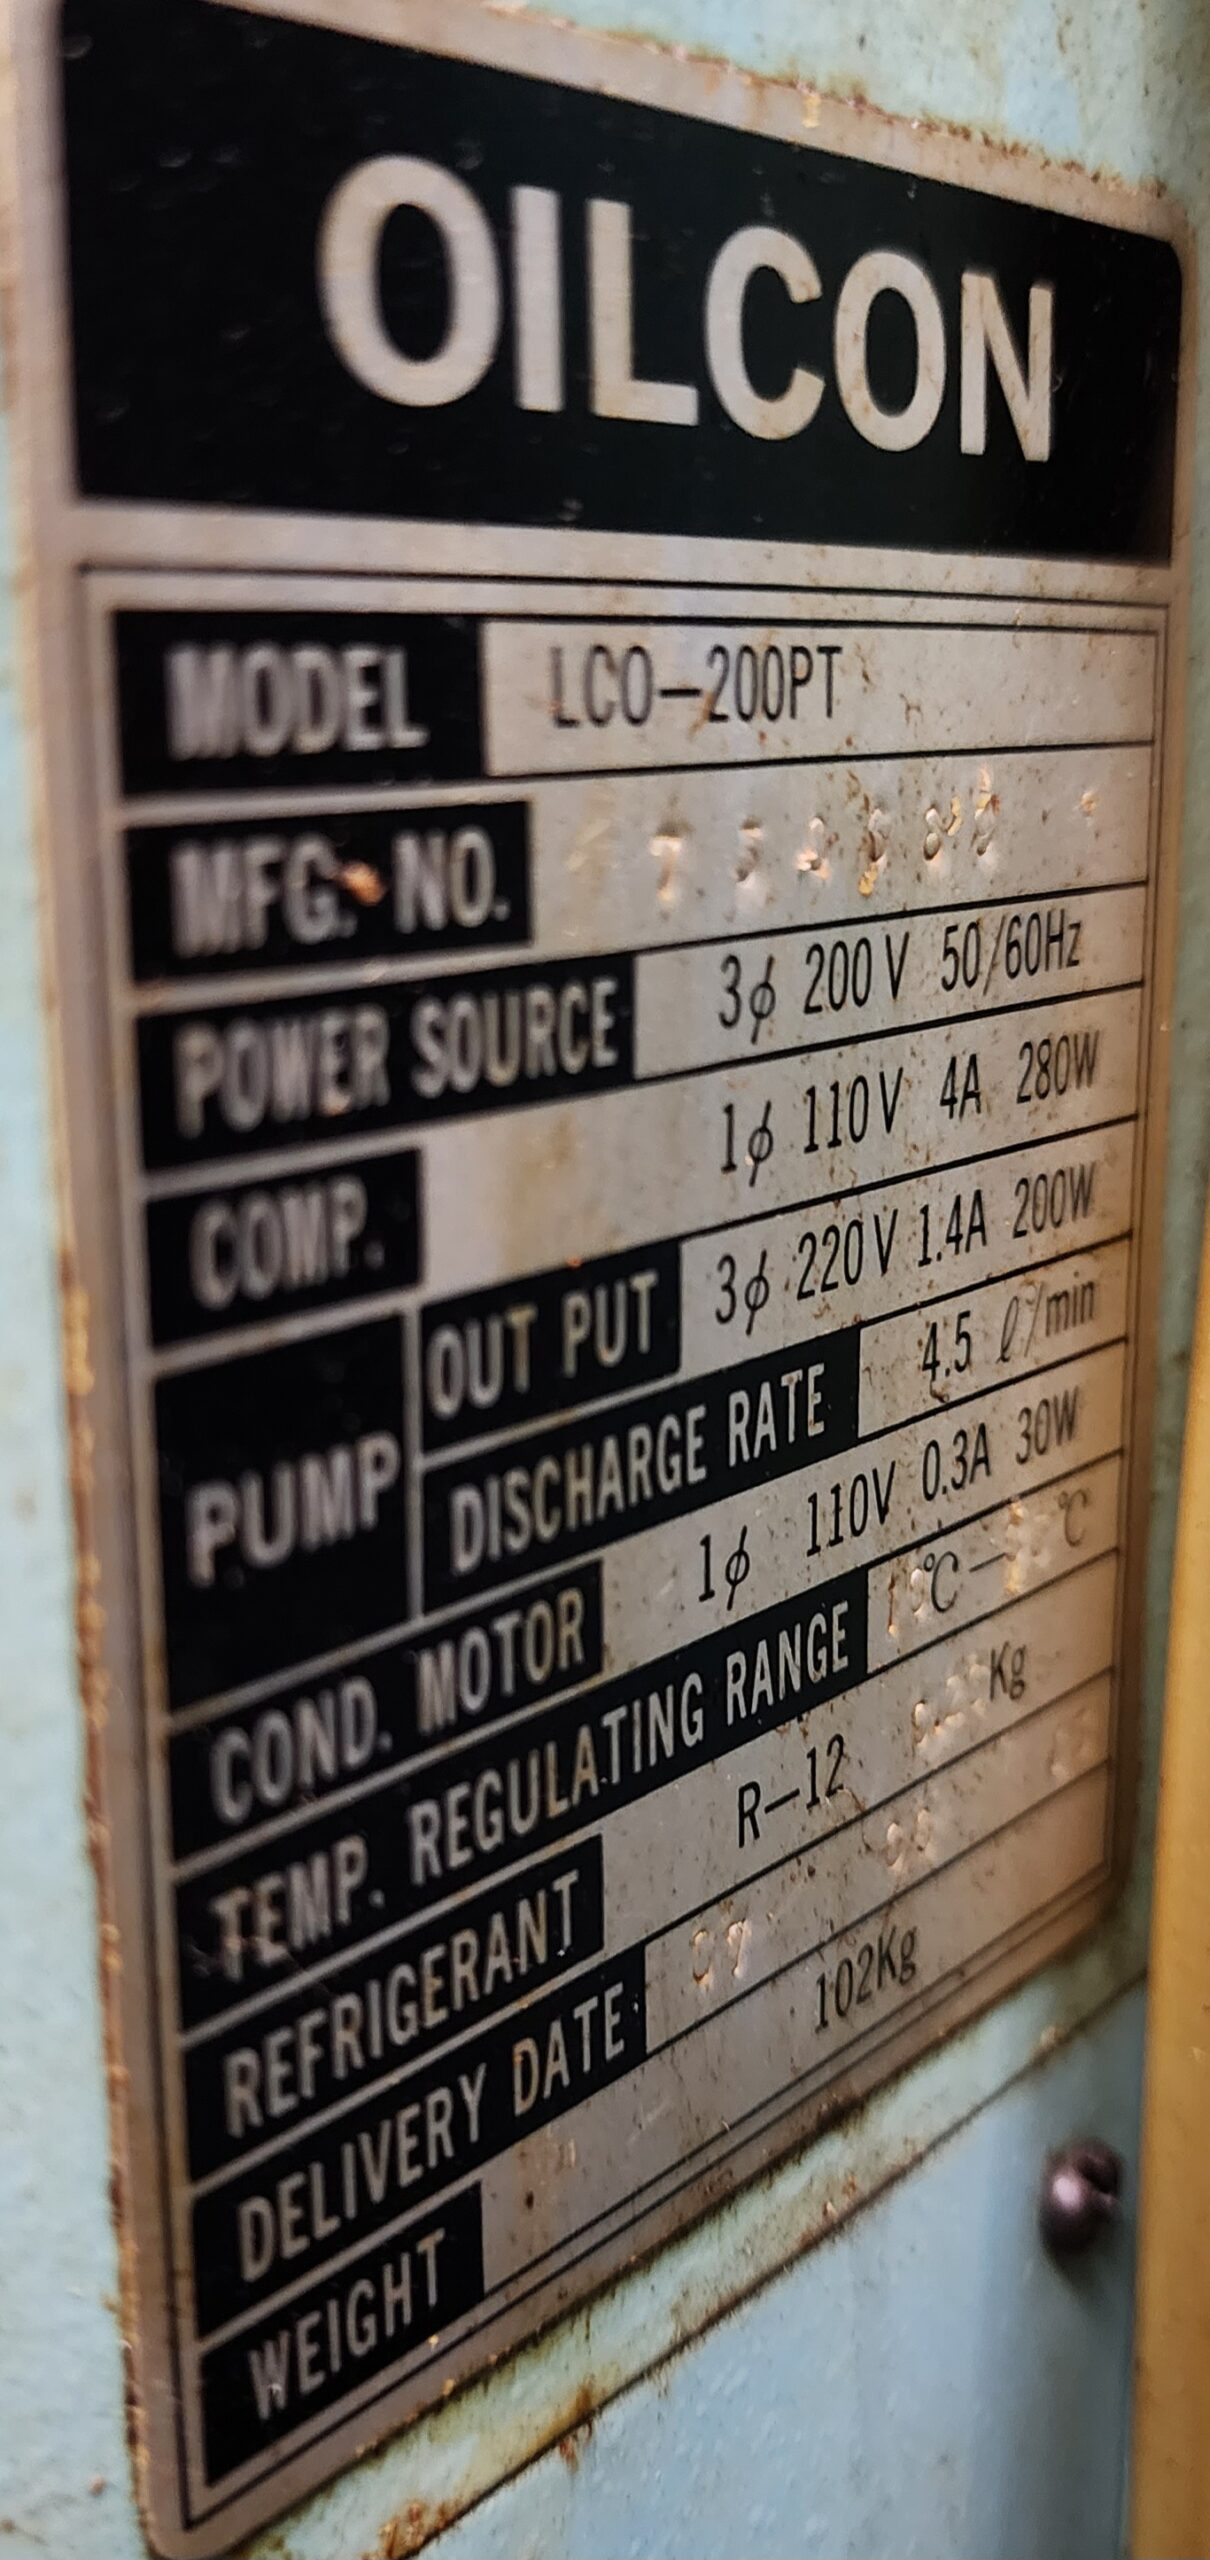 OILCON
MODEL LCO-200PT
MFG. NO.
POWER SOURCE 3ϕ 200V 50/60Hz
COMP. 1ϕ 110V 4A 280W
PUMP OUT PUT 3ϕ 220V 1.4A 200W
DISCHARGE RATE 4.5 ℓ/min
COND. MOTOR 1ϕ 110V 0.3A 30W
TEMP. REGULATING RANGE °C- °C
REFRIGERANT R-12 Kg
DELIVERY DATE
WEIGHT 102Kg